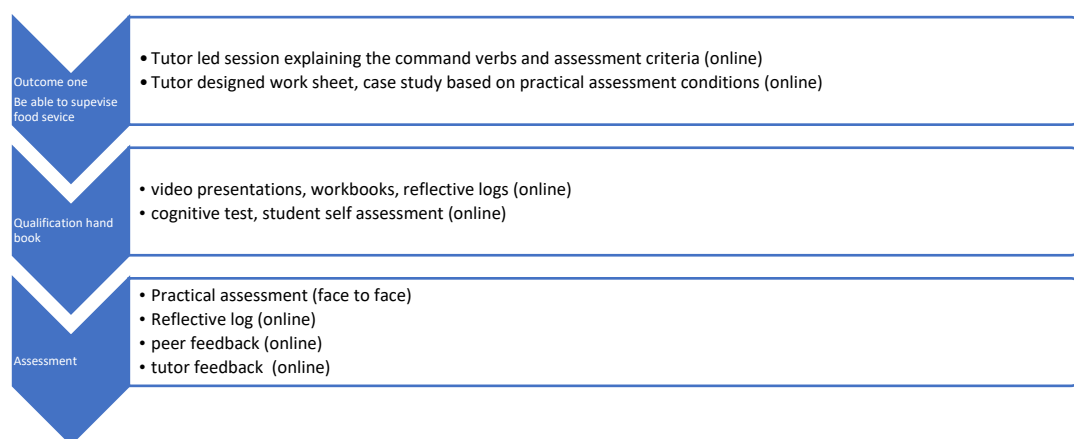 Outcome one
Be able to supevise
food sevice
• Tutor led session explaining the command verbs and assessment criteria (online)
• Tutor designed work sheet, case study based on practical assessment conditions (online)
Qualification hand
book
• video presentations, workbooks, reflective logs (online)
• cognitive test, student self assessment (online)
Assessment
• Practical assessment (face to face)
• Reflective log (online)
• peer feedback (online)
• tutor feedback  (online)